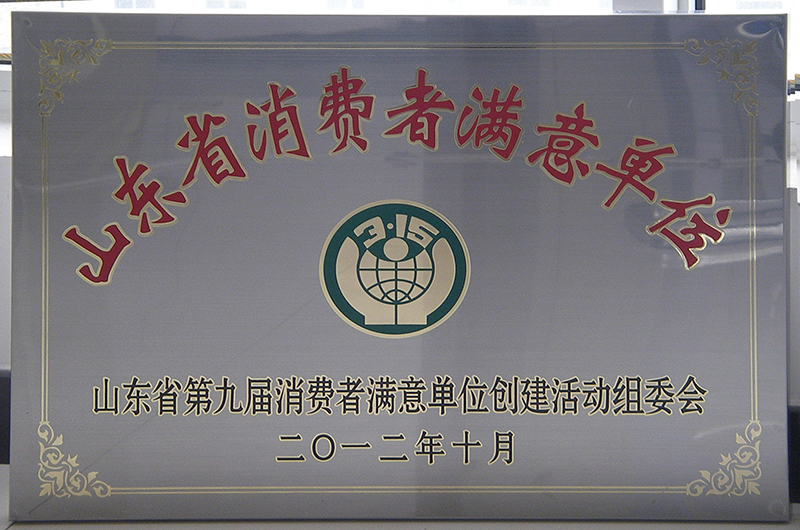 山东省消费者满意单位
3·15
山东省第九届消费者满意单位创建活动组委会
二〇一二年十月